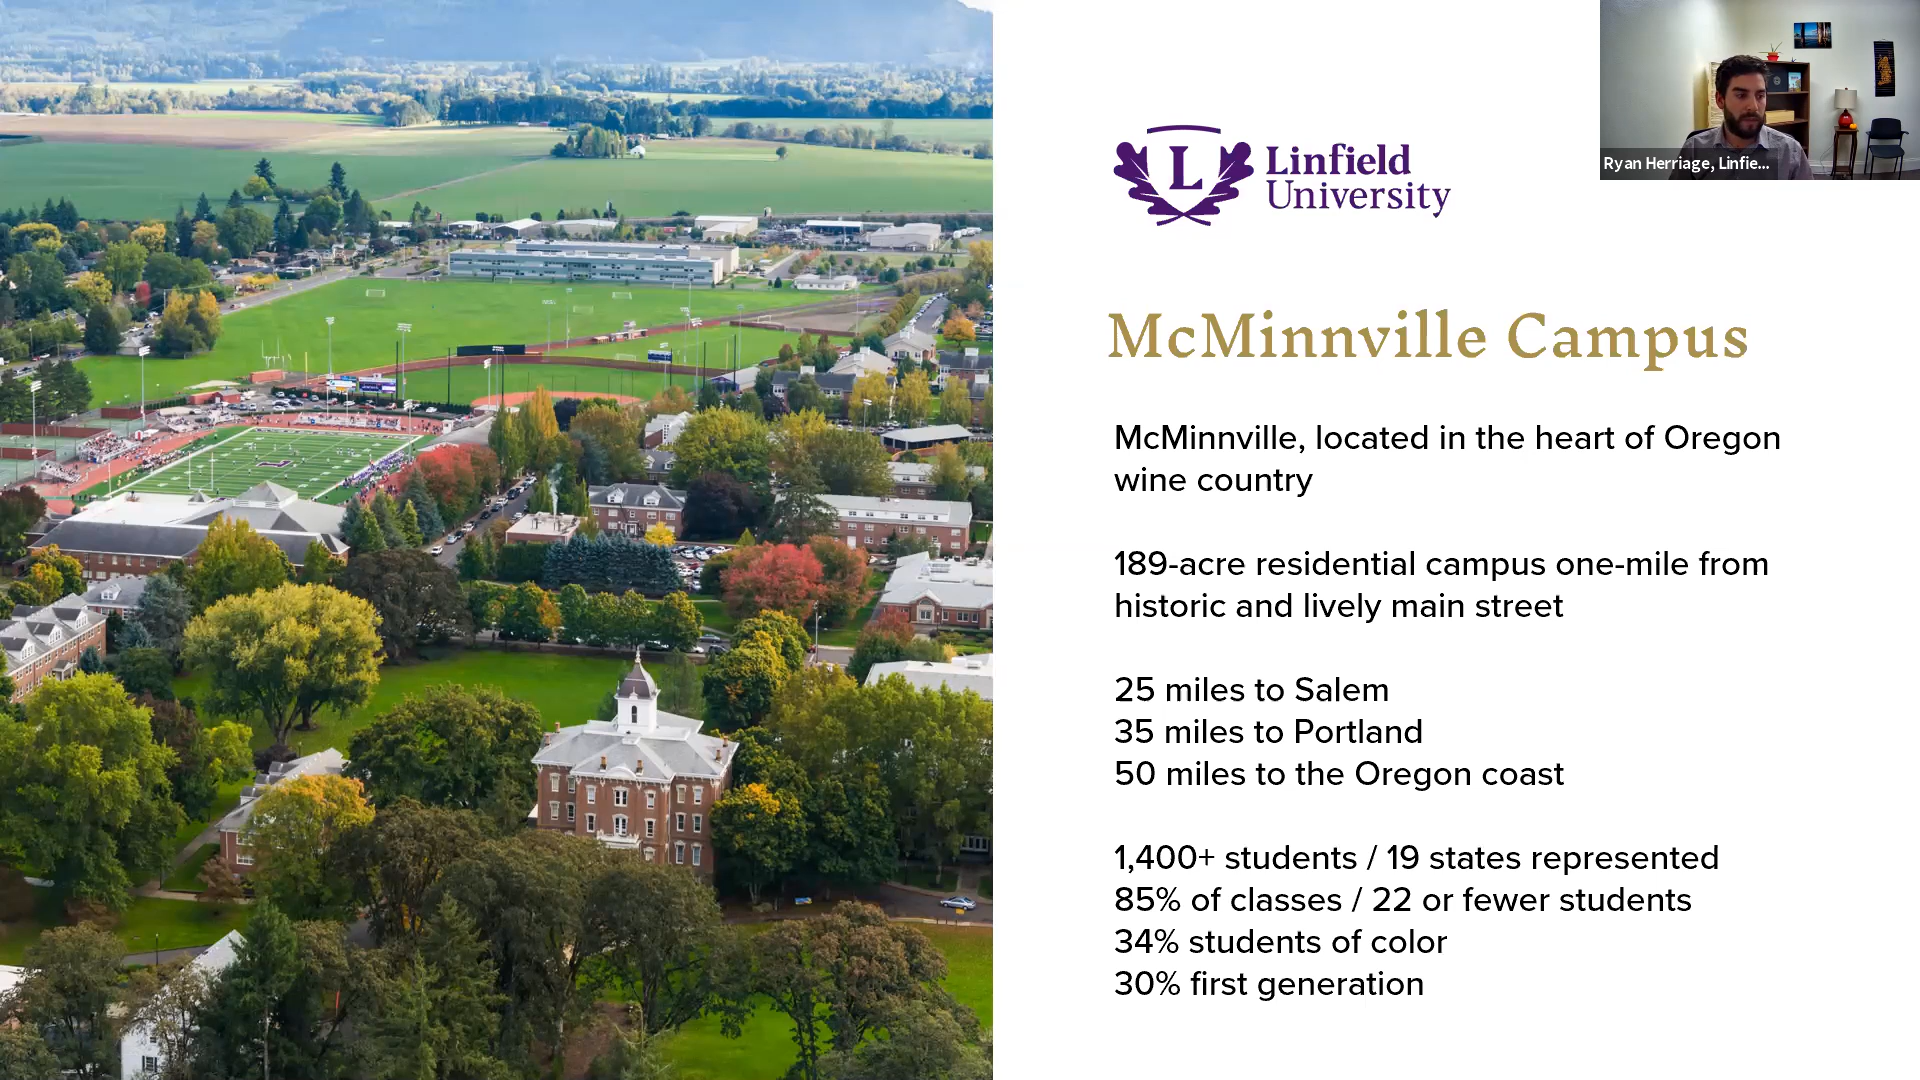 L Linfield
University
Ryan Herriage, Linfie...
McMinnville Campus
McMinnville, located in the heart of Oregon
wine country
189-acre residential campus one-mile from
historic and lively main street
25 miles to Salem
35 miles to Portland
50 miles to the Oregon coast
1,400+ students / 19 states represented
85% of classes / 22 or fewer students
34% students of color
30% first generation